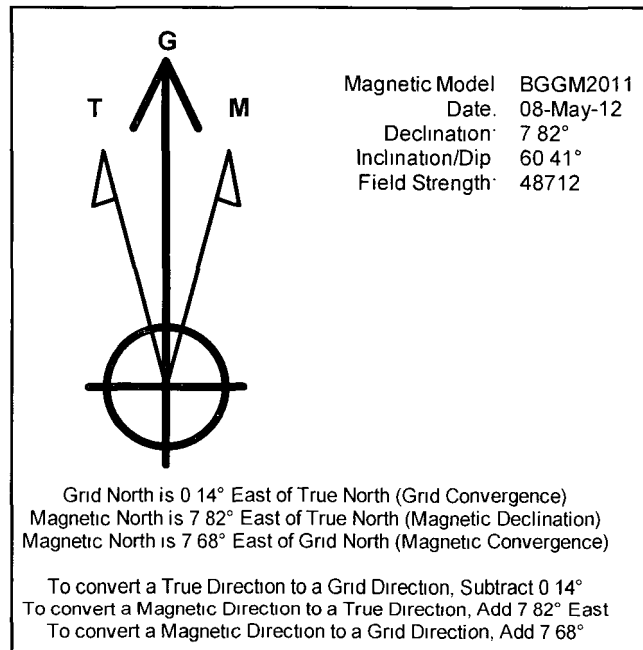 G
T M
Magnetic Model BGGM2011
Date. 08-May-12
Declination 7 82°
Inclination/Dip 60 41°
Field Strength 48712
Grid North is 0 14° East of True North (Grid Convergence)
Magnetic North is 7 82° East of True North (Magnetic Declination)
Magnetic North is 7 68° East of Grid North (Magnetic Convergence)
To convert a True Direction to a Grid Direction, Subtract 0 14°
To convert a Magnetic Direction to a True Direction, Add 7 82° East
To convert a Magnetic Direction to a Grid Direction, Add 7 68°